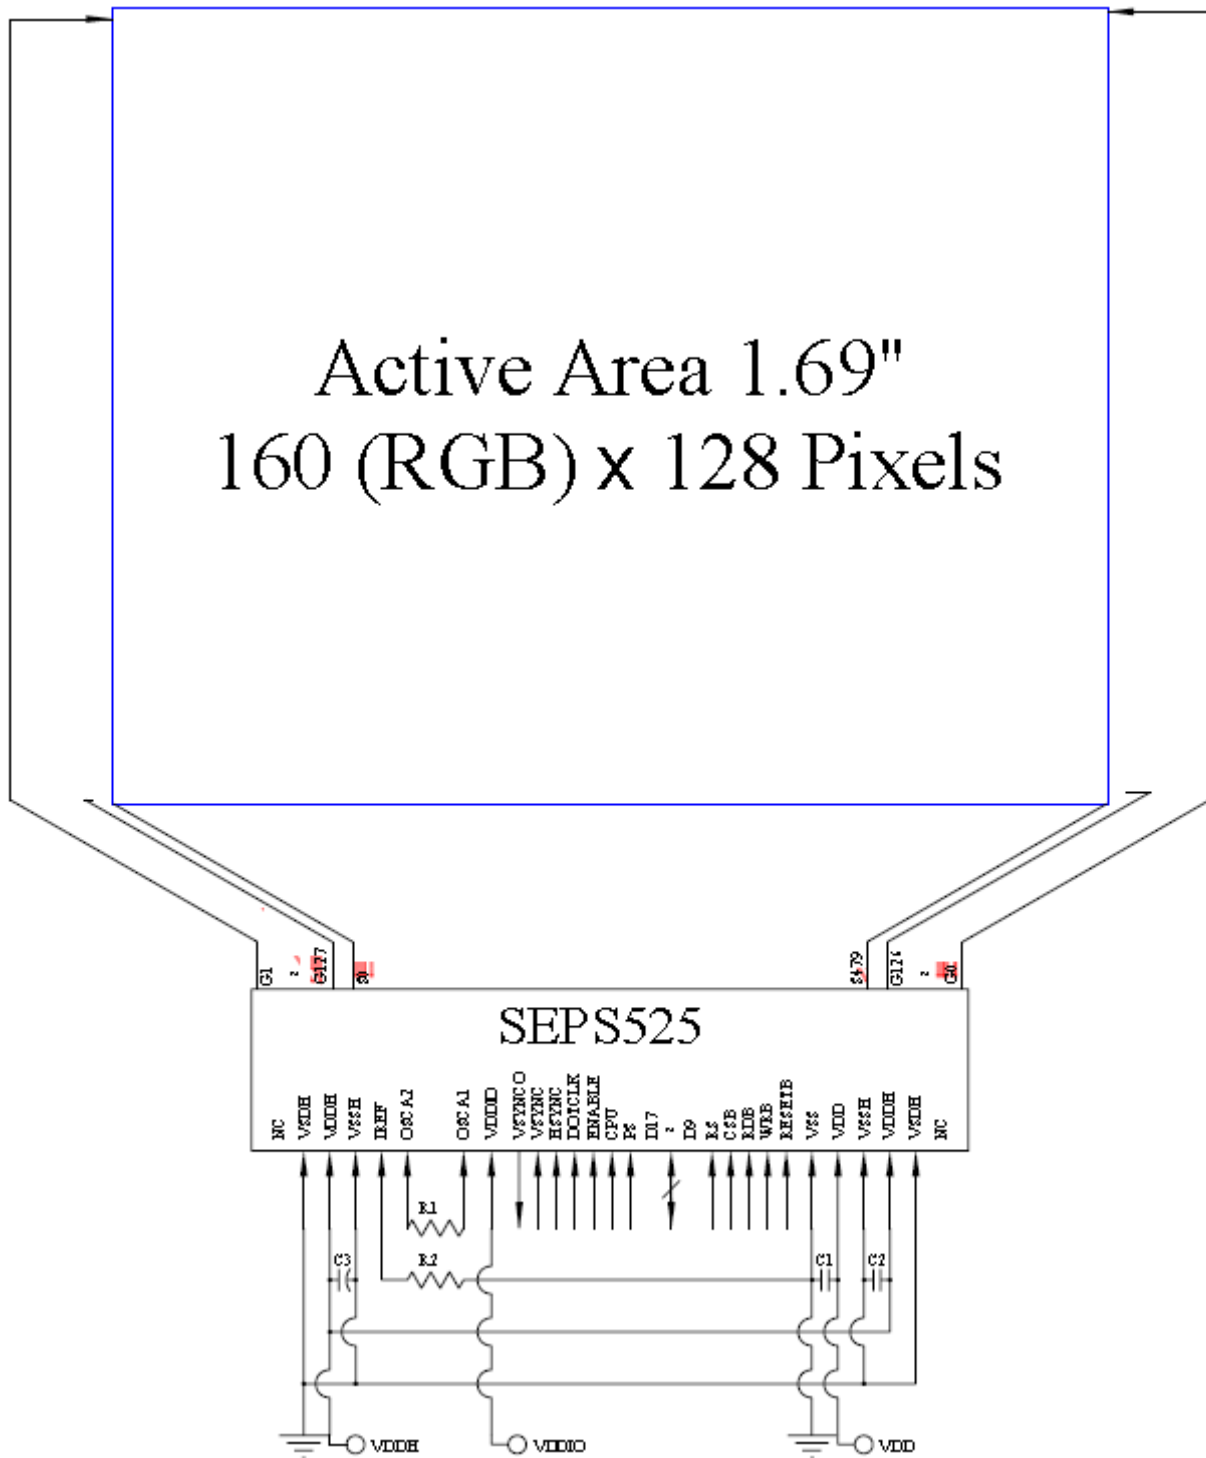 Active Area 1.69"
160 (RGB) x 128 Pixels
G1 ~ G127 S0 S479 G126 ~ G0
SEPS525
NC VSDH VDDH VSSH IREF OSCA2 OSCA1 VDDIO VSYNCO VSYNC HSYNC DOTCLK ENABLE CPU PS D17 ~ D9 RS CSB RDB WRB RESETB VSS VDD VSSH VDDH VSDH NC
R1
C3 R2 C1 C2
VDDH VDDIO VDD